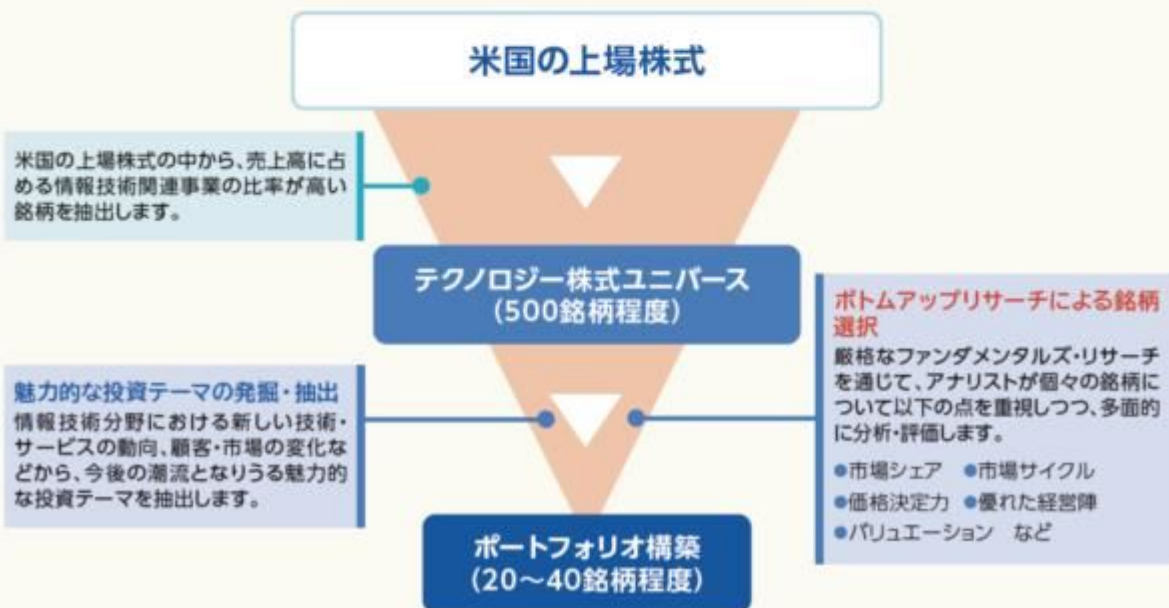 米国の上場株式
米国の上場株式の中から、売上高に占
める情報技術関連事業の比率が高い
銘柄を抽出します。
テクノロジー株式ユニバース
(500銘柄程度)
魅力的な投資テーマの発掘・抽出
情報技術分野における新しい技術・
サービスの動向、顧客・市場の変化な
どから、今後の潮流となりうる魅力的
な投資テーマを抽出します。
ボトムアップリサーチによる銘柄
選択
厳格なファンダメンタルズ・リサーチ
を通じて、アナリストが個々の銘柄に
ついて以下の点を重視しつつ、多面的
に分析・評価します。
●市場シェア ●市場サイクル
●価格決定力 ●優れた経営陣
●バリュエーション など
ポートフォリオ構築
(20〜40銘柄程度)